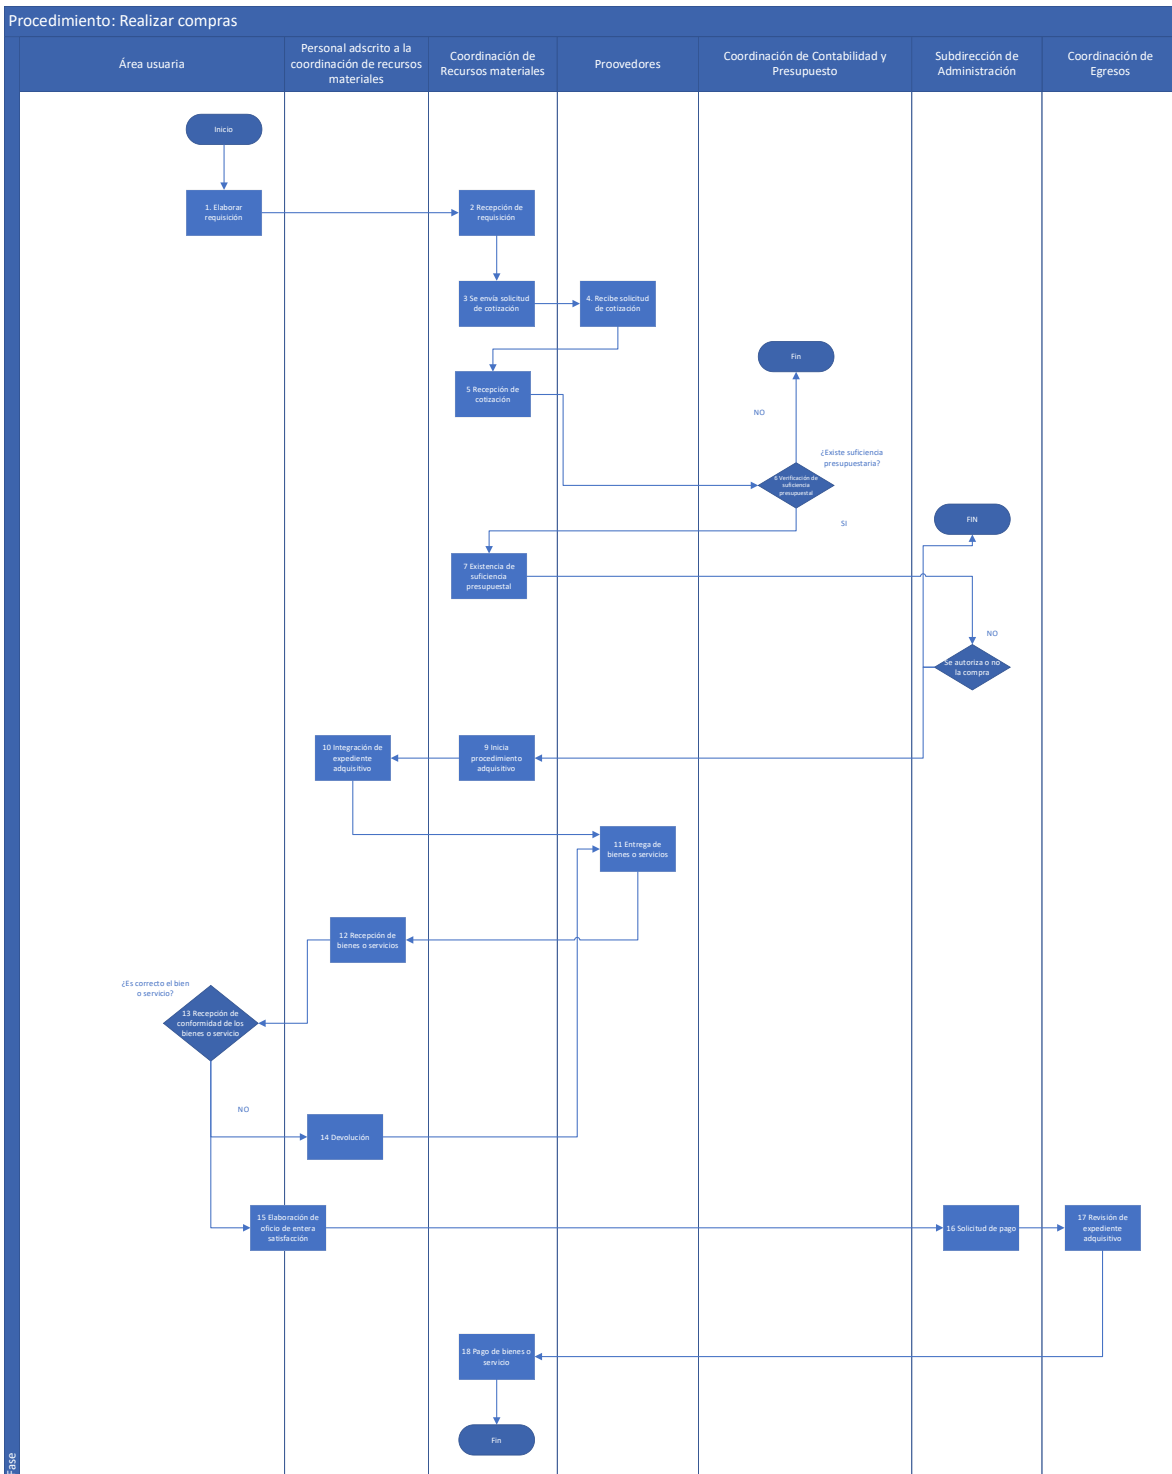 Procedimiento: Realizar compras
Área usuaria
Personal adscrito a la
coordinación de recursos
materiales
Coordinación de
Recursos materiales
Proovedores
Coordinación de Contabilidad y
Presupuesto
Subdirección de
Administración
Coordinación de
Egresos
Inicio
1. Elaborar
requisición
2 Recepción de
requisición
3 Se envía solicitud
de cotización
4. Recibe solicitud
de cotización
Fin
5 Recepción de
cotización
NO
¿Existe suficiencia
presupuestaria?
6 Verificación de
suficiencia
presupuestal
SI
FIN
7 Existencia de
suficiencia
presupuestal
NO
Se autoriza o no
la compra
10 Integración de
expediente
adquisitivo
9 Inicia
procedimiento
adquisitivo
11 Entrega de
bienes o servicios
12 Recepción de
bienes o servicios
¿Es correcto el bien
o servicio?
13 Recepción de
conformidad de los
bienes o servicio
NO
14 Devolución
15 Elaboración de
oficio de entera
satisfacción
16 Solicitud de pago
17 Revisión de
expediente
adquisitivo
18 Pago de bienes o
servicio
Fin
Fase